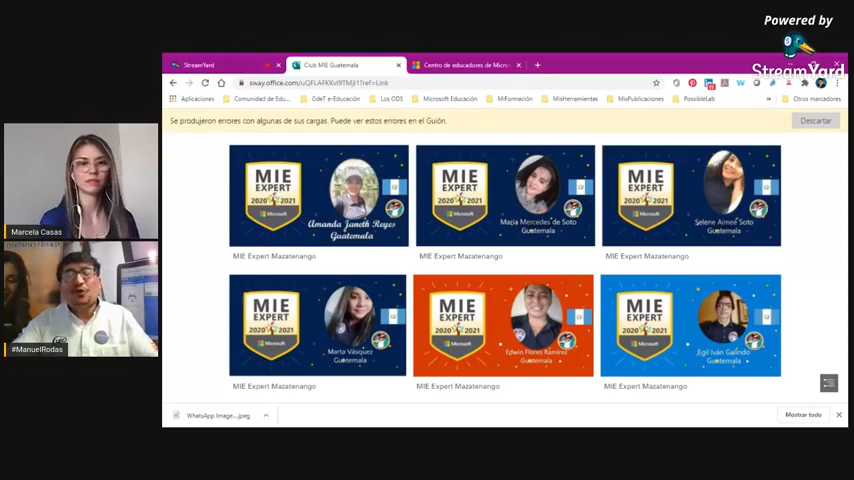 Powered by
StreamYard
StreamYard
Club MIE Guatemala
Centro de educadores de Micros
sway.office.com/uQFLAFKKvI9TMjI1?ref=Link
Aplicaciones
Comunidad de Edu...
GdeT e-Educación
Los ODS
Microsoft Educación
MiFormación
MisHerramientas
MisPublicaciones
PossibleLab
Otros marcadores
Se produjeron errores con algunas de sus cargas. Puede ver estos errores en el Guión.
Descartar
MIE
EXPERT
2020 2021
Microsoft
Amanda Janeth Reyes
Guatemala
MIE
EXPERT
2020 2021
Microsoft
Maria Mercedes de Soto
Guatemala
MIE
EXPERT
2020 2021
Microsoft
Selene Aimee Soto
Guatemala
MIE Expert Mazatenango
MIE Expert Mazatenango
MIE Expert Mazatenango
MIE
EXPERT
2020 2021
Microsoft
Marta Vásquez
Guatemala
MIE
EXPERT
2020 2021
Microsoft
Edwin Flores Ramírez
Guatemala
MIE
EXPERT
2020 2021
Microsoft
Egil Iván Galindo
Guatemala
MIE Expert Mazatenango
MIE Expert Mazatenango
MIE Expert Mazatenango
WhatsApp Image....jpeg
Mostrar todo
Marcela Casas
#ManuelRodas